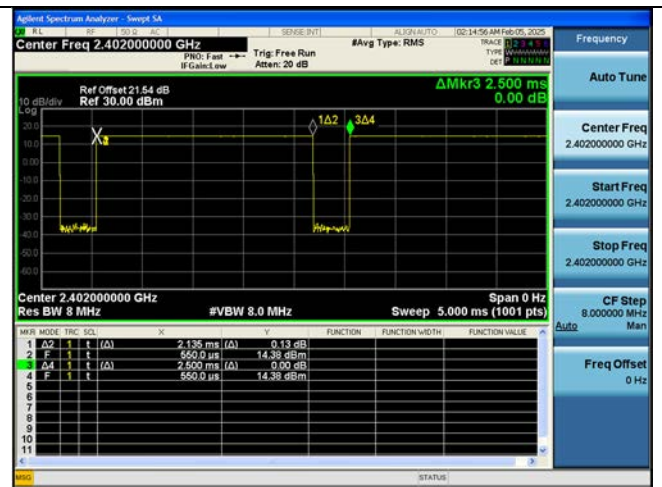 Agilent Spectrum Analyzer - Swept SA
RL RF 50 Ω AC SENSE:INT ALIGN AUTO 02:14:56 AM Feb 05, 2025
Center Freq 2.402000000 GHz
PNO: Fast
IFGain:Low
Trig: Free Run
Atten: 20 dB
#Avg Type: RMS
TRACE 1 2 3 4 5 6
TYPE
DET P N N N N N
Frequency
Ref Offset 21.54 dB
10 dB/div Ref 30.00 dBm
ΔMkr3 2.500 ms
0.00 dB
Auto Tune
Log
20.0
10.0
0.00
-10.0
-20.0
-30.0
-40.0
-50.0
-60.0
1Δ2
3Δ4
X
Center Freq
2.402000000 GHz
Start Freq
2.402000000 GHz
Stop Freq
2.402000000 GHz
Center 2.402000000 GHz Span 0 Hz
Res BW 8 MHz #VBW 8.0 MHz Sweep 5.000 ms (1001 pts)
CF Step
8.000000 MHz
Auto Man
Freq Offset
0 Hz
MKR MODE TRC SCL X Y FUNCTION FUNCTION WIDTH FUNCTION VALUE
1 Δ2 1 t (Δ) 2.135 ms (Δ) 0.13 dB
2 F 1 t 550.0 µs 14.38 dBm
3 Δ4 1 t (Δ) 2.500 ms (Δ) 0.00 dB
4 F 1 t 550.0 µs 14.38 dBm
5
6
7
8
9
10
11
MSG STATUS